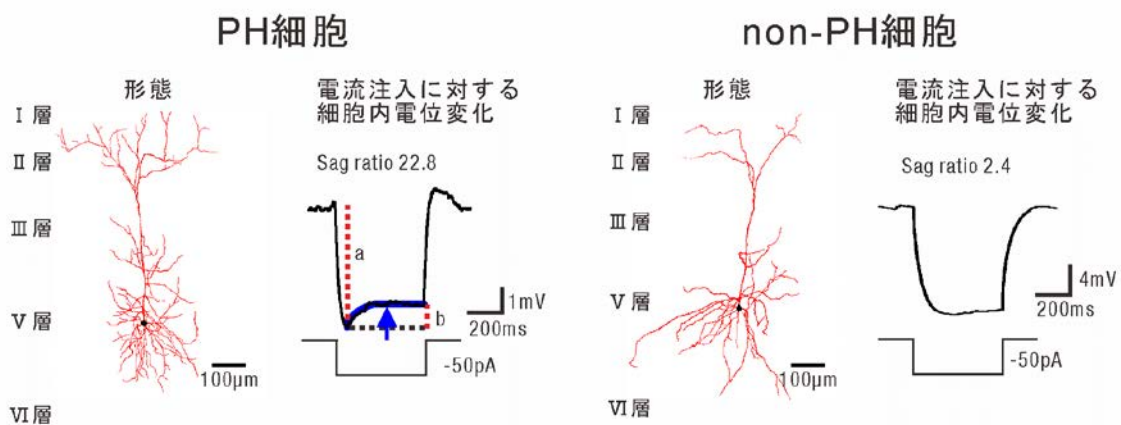 PH細胞
形態
Ⅰ層
Ⅱ層
Ⅲ層
Ⅴ層
Ⅵ層
100μm
電流注入に対する
細胞内電位変化
Sag ratio 22.8
a
b
1mV
200ms
-50pA
non-PH細胞
形態
Ⅰ層
Ⅱ層
Ⅲ層
Ⅴ層
Ⅵ層
100μm
電流注入に対する
細胞内電位変化
Sag ratio 2.4
4mV
200ms
-50pA